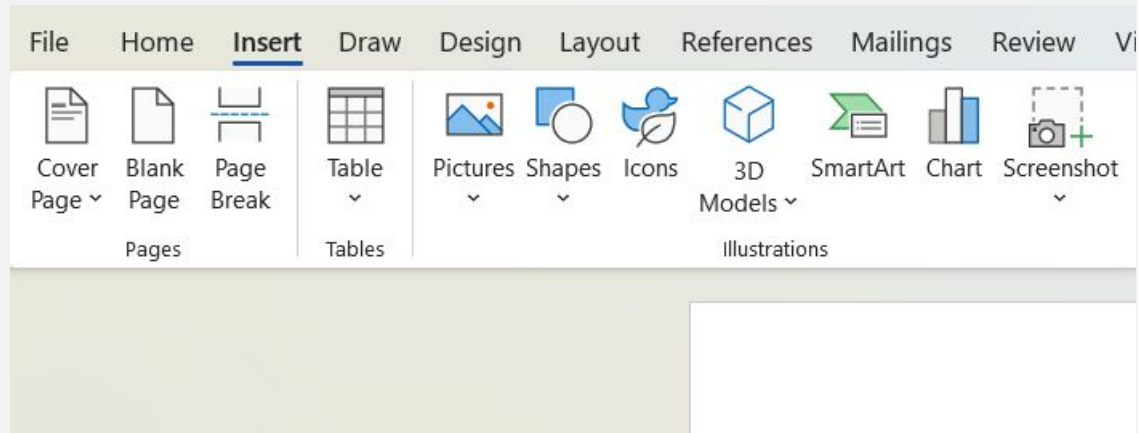 File Home Insert Draw Design Layout References Mailings Review
Cover Blank Page Table Pictures Shapes Icons 3D SmartArt Chart Screenshot
Page Page Break Models
Pages Tables Illustrations